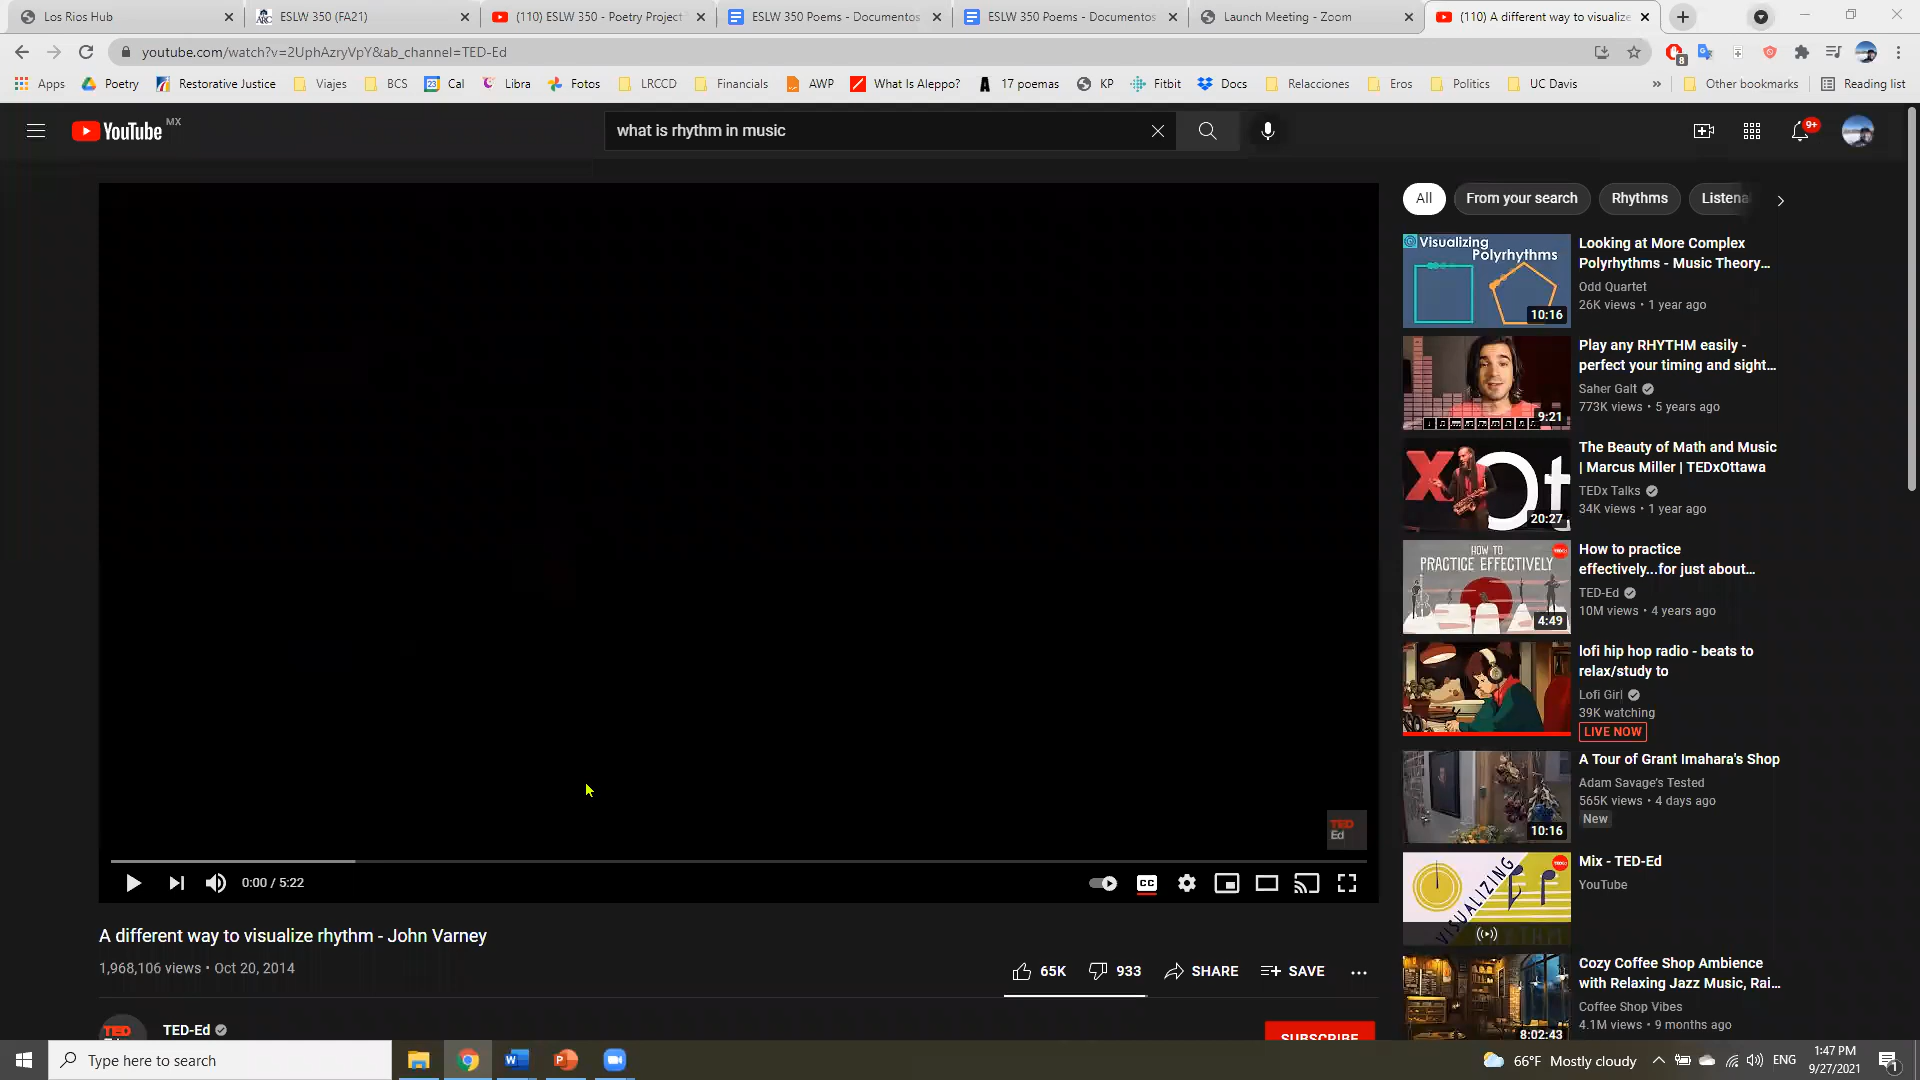 Los Rios Hub
ESLW 350 (FA21)
(110) ESLW 350 - Poetry Project
ESLW 350 Poems - Documentos
ESLW 350 Poems - Documentos
Launch Meeting - Zoom
(110) A different way to visualize
youtube.com/watch?v=2UphAzryVpY&ab_channel=TED-Ed
8
Apps
Poetry
Restorative Justice
Viajes
BCS
Cal
Libra
Fotos
LRCCD
Financials
AWP
What Is Aleppo?
17 poemas
KP
Fitbit
Docs
Relacciones
Eros
Politics
UC Davis
»
Other bookmarks
Reading list
YouTube MX
what is rhythm in music
9+
All
From your search
Rhythms
Listena
Visualizing
Polyrhythms
10:16
Looking at More Complex
Polyrhythms - Music Theory...
Odd Quartet
26K views • 1 year ago
9:21
Play any RHYTHM easily -
perfect your timing and sight...
Saher Galt
773K views • 5 years ago
20:27
The Beauty of Math and Music
| Marcus Miller | TEDxOttawa
TEDx Talks
34K views • 1 year ago
HOW TO
PRACTICE EFFECTIVELY
4:49
How to practice
effectively...for just about...
TED-Ed
10M views • 4 years ago
lofi hip hop radio - beats to
relax/study to
Lofi Girl
39K watching
LIVE NOW
10:16
A Tour of Grant Imahara's Shop
Adam Savage's Tested
565K views • 4 days ago
New
VISUALIZING
Mix - TED-Ed
YouTube
8:02:43
Cozy Coffee Shop Ambience
with Relaxing Jazz Music, Rai...
Coffee Shop Vibes
4.1M views • 9 months ago
TED
Ed
0:00 / 5:22
CC
A different way to visualize rhythm - John Varney
1,968,106 views • Oct 20, 2014
65K
933
SHARE
SAVE
TED
TED-Ed
SUBSCRIBE
Type here to search
66°F Mostly cloudy
ENG
1:47 PM
9/27/2021
1